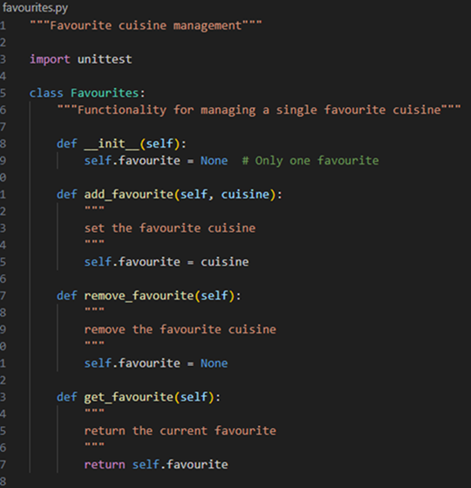 favourites.py
1 """Favourite cuisine management"""
2
3 import unittest
4
5 class Favourites:
6     """Functionality for managing a single favourite cuisine"""
7
8     def __init__(self):
9         self.favourite = None  # Only one favourite
0
1     def add_favourite(self, cuisine):
2         """
3         set the favourite cuisine
4         """
5         self.favourite = cuisine
6
7     def remove_favourite(self):
8         """
9         remove the favourite cuisine
0         """
1         self.favourite = None
2
3     def get_favourite(self):
4         """
5         return the current favourite
6         """
7         return self.favourite
8